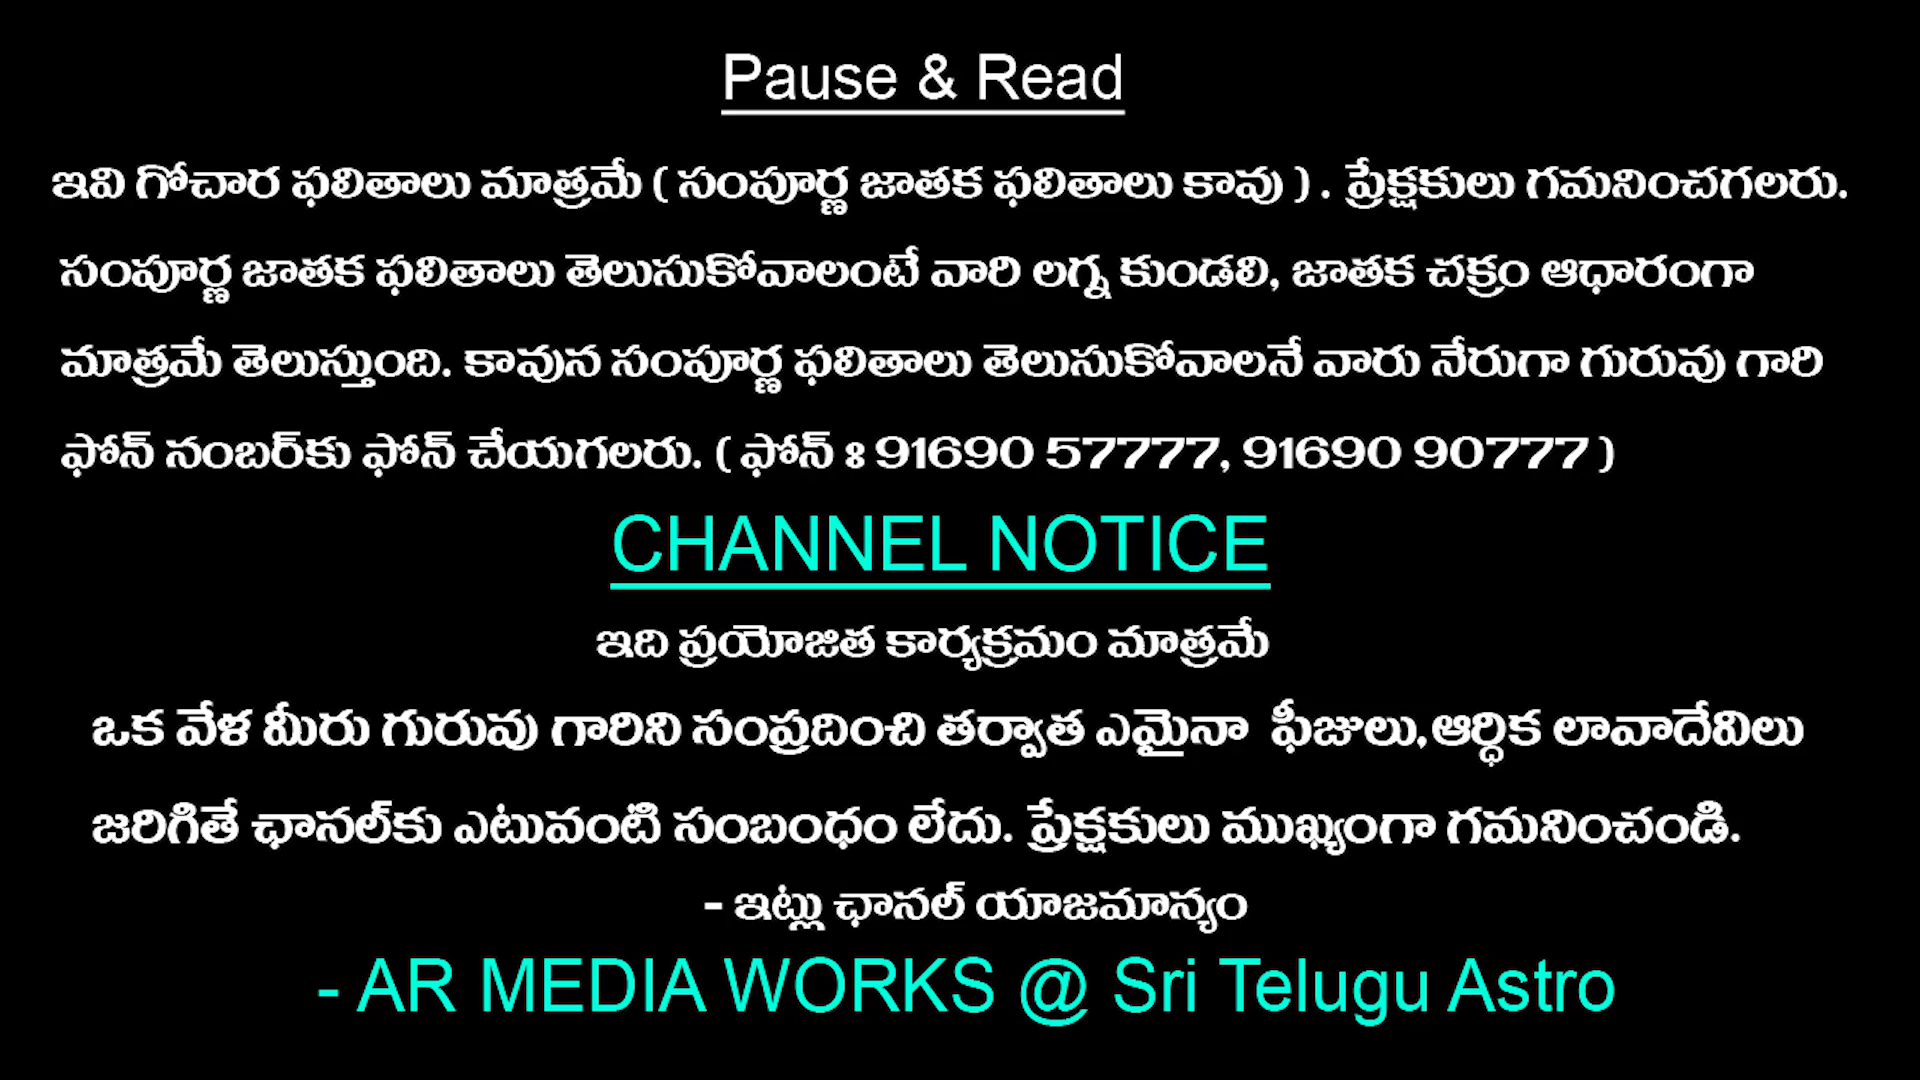 Pause & Read
ఇవి గోచార ఫలితాలు మాత్రమే ( సంపూర్ణ జాతక ఫలితాలు కావు ) . ప్రేక్షకులు గమనించగలరు.
సంపూర్ణ జాతక ఫలితాలు తెలుసుకోవాలంటే వారి లగ్న కుండలి, జాతక చక్రం ఆధారంగా
మాత్రమే తెలుస్తుంది. కావున సంపూర్ణ ఫలితాలు తెలుసుకోవాలనే వారు నేరుగా గురువు గారి
ఫోన్ నంబర్‌కు ఫోన్ చేయగలరు. ( ఫోన్ ః 91690 57777, 91690 90777 )
CHANNEL NOTICE
ఇది ప్రయోజిత కార్యక్రమం మాత్రమే
ఒక వేళ మీరు గురువు గారిని సంప్రదించి తర్వాత ఎమైనా ఫీజులు,ఆర్ధిక లావాదేవిలు
జరిగితే ఛానల్‌కు ఎటువంటి సంబంధం లేదు. ప్రేక్షకులు ముఖ్యంగా గమనించండి.
- ఇట్లు ఛానల్ యాజమాన్యం
- AR MEDIA WORKS @ Sri Telugu Astro